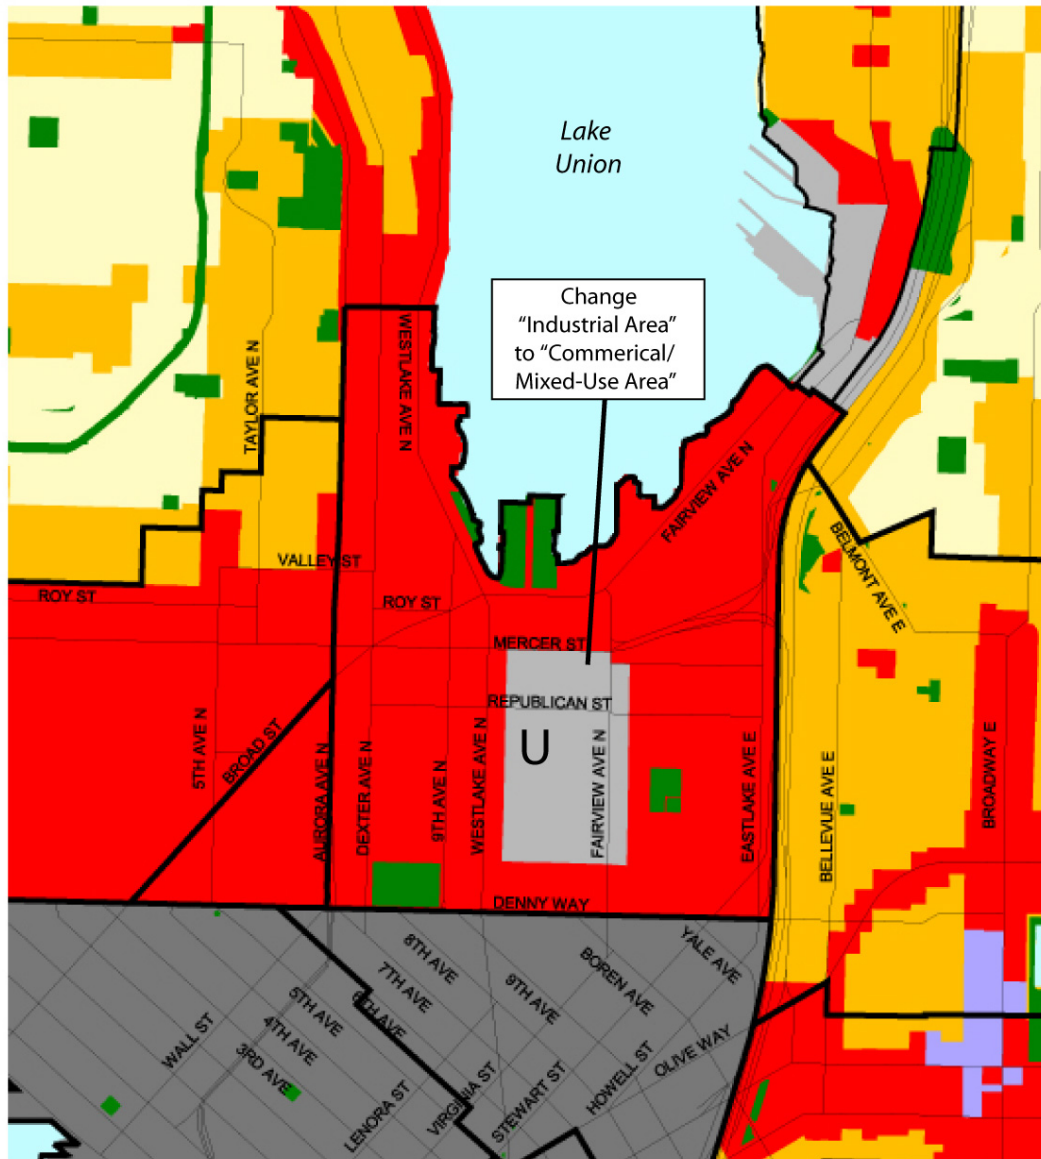 Lake
Union
Change
“Industrial Area”
to “Commerical/
Mixed-Use Area”
WESTLAKE AVE N
TAYLOR AVE N
FAIRVIEW AVE N
BELMONT AVE E
VALLEY ST
ROY ST
ROY ST
MERCER ST
REPUBLICAN ST
U
5TH AVE N
BROAD ST
AURORA AVE N
DEXTER AVE N
9TH AVE N
WESTLAKE AVE N
FAIRVIEW AVE N
EASTLAKE AVE E
BELLEVUE AVE E
BROADWAY E
DENNY WAY
8TH AVE
7TH AVE
6TH AVE
5TH AVE
4TH AVE
3RD AVE
9TH AVE
BOREN AVE
YALE AVE
WALL ST
LENORA ST
VIRGINIA ST
STEWART ST
HOWELL ST
OLIVE WAY